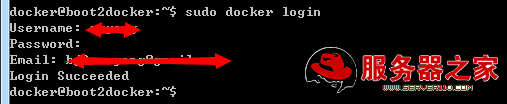 docker@boot2docker:~$ sudo docker login
Username:
Password:
Email:
Login Succeeded
docker@boot2docker:~$
服务器之家
WWW.SERVER110.COM